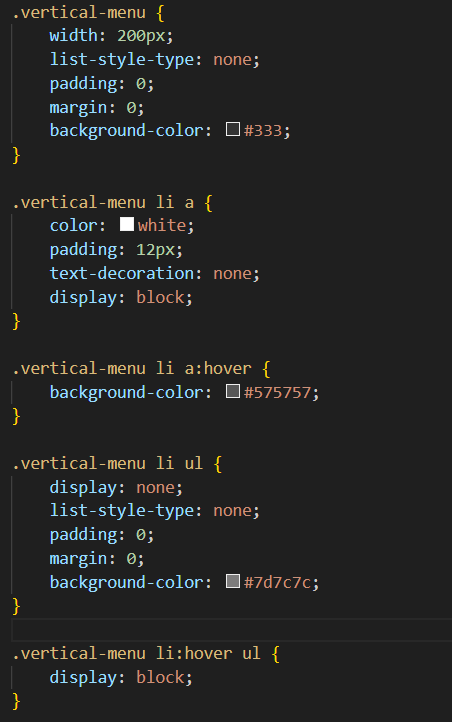 .vertical-menu {
    width: 200px;
    list-style-type: none;
    padding: 0;
    margin: 0;
    background-color: #333;
}

.vertical-menu li a {
    color: white;
    padding: 12px;
    text-decoration: none;
    display: block;
}

.vertical-menu li a:hover {
    background-color: #575757;
}

.vertical-menu li ul {
    display: none;
    list-style-type: none;
    padding: 0;
    margin: 0;
    background-color: #7d7c7c;
}

.vertical-menu li:hover ul {
    display: block;
}